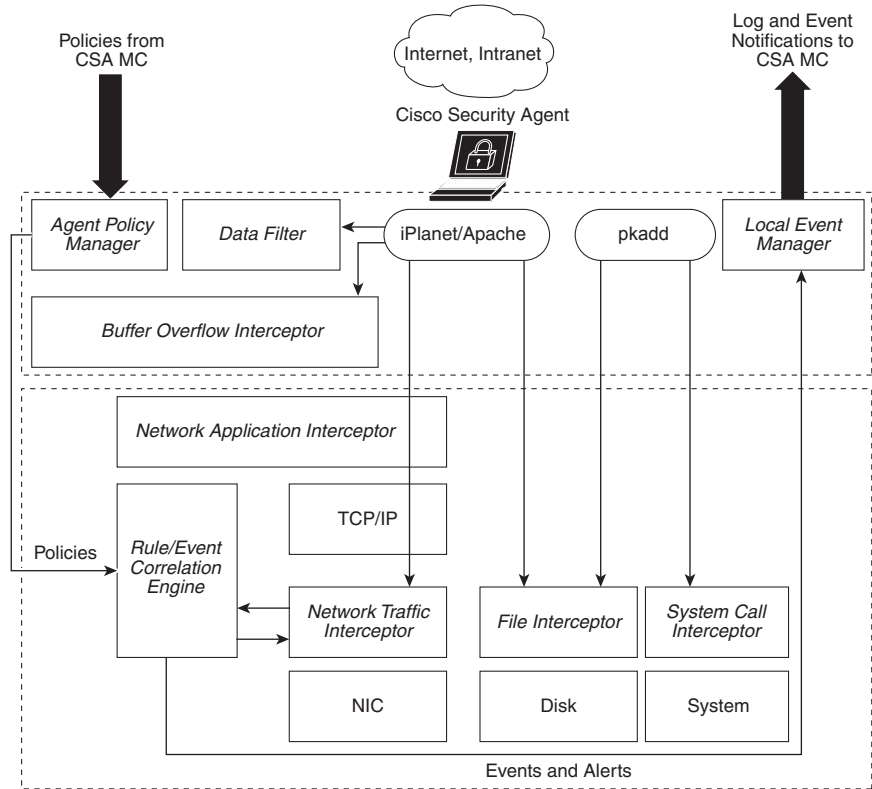 Policies from
CSA MC
Internet, Intranet
Log and Event
Notifications to
CSA MC
Cisco Security Agent
Agent Policy
Manager
Data Filter
iPlanet/Apache
pkadd
Local Event
Manager
Buffer Overflow Interceptor
Network Application Interceptor
TCP/IP
Policies
Rule/Event
Correlation
Engine
Network Traffic
Interceptor
File Interceptor
System Call
Interceptor
NIC
Disk
System
Events and Alerts